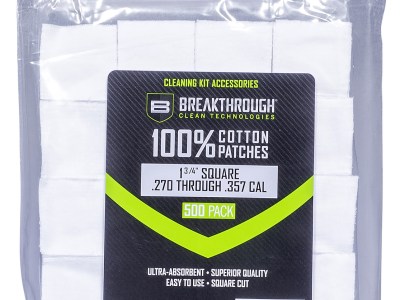 CLEANING KIT ACCESSORIES
B BREAKTHROUGH
CLEAN TECHNOLOGIES
100% COTTON
PATCHES
1 3/4" SQUARE
.270 THROUGH .357 CAL
500 PACK
ULTRA-ABSORBENT • SUPERIOR QUALITY
EASY TO USE • SQUARE CUT